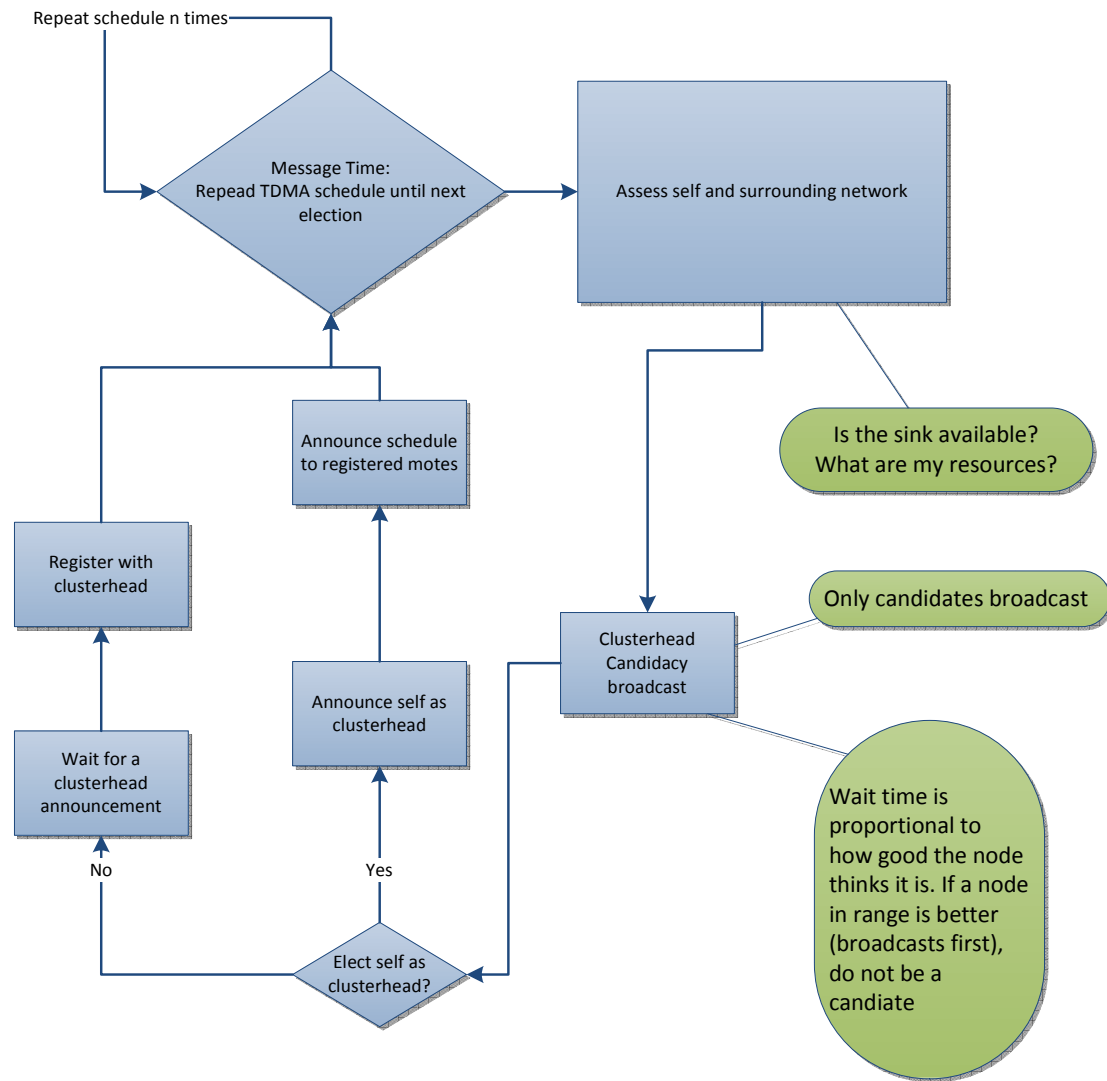 Repeat schedule n times
Message Time:
Repead TDMA schedule until next
election
Assess self and surrounding network
Is the sink available?
What are my resources?
Announce schedule
to registered motes
Register with
clusterhead
Only candidates broadcast
Clusterhead
Candidacy
broadcast
Announce self as
clusterhead
Wait for a
clusterhead
announcement
Wait time is
proportional to
how good the node
thinks it is. If a node
in range is better
(broadcasts first),
do not be a
candiate
No
Yes
Elect self as
clusterhead?